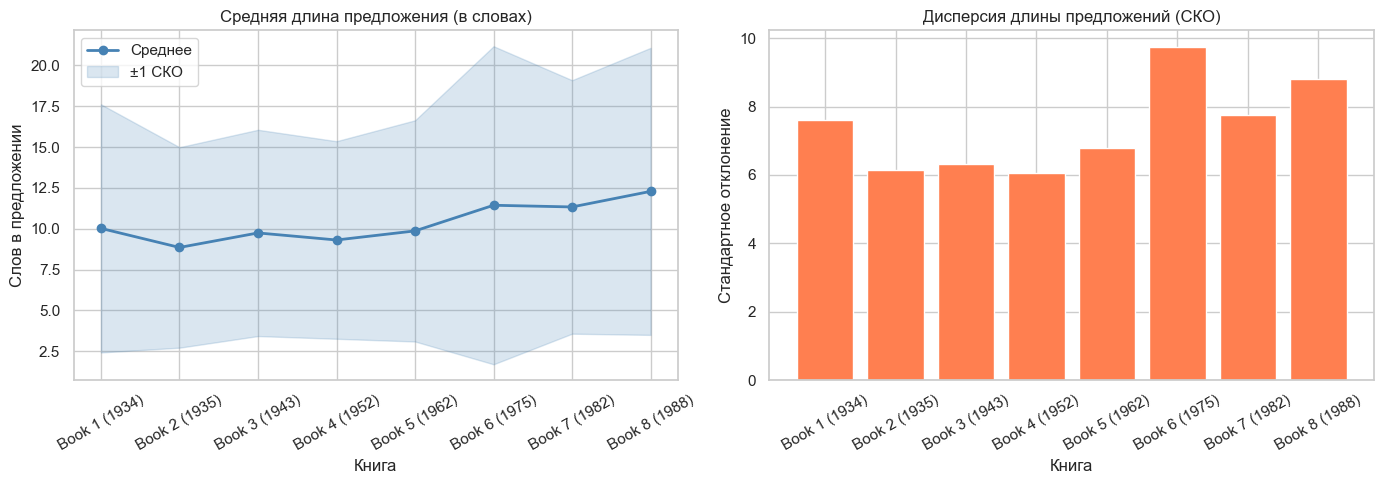 Средняя длина предложения (в словах)
Среднее
±1 СКО
Слов в предложении
20.0
17.5
15.0
12.5
10.0
7.5
5.0
2.5
Book 1 (1934)
Book 2 (1935)
Book 3 (1943)
Book 4 (1952)
Book 5 (1962)
Book 6 (1975)
Book 7 (1982)
Book 8 (1988)
Книга
Дисперсия длины предложений (СКО)
Стандартное отклонение
10
8
6
4
2
0
Book 1 (1934)
Book 2 (1935)
Book 3 (1943)
Book 4 (1952)
Book 5 (1962)
Book 6 (1975)
Book 7 (1982)
Book 8 (1988)
Книга